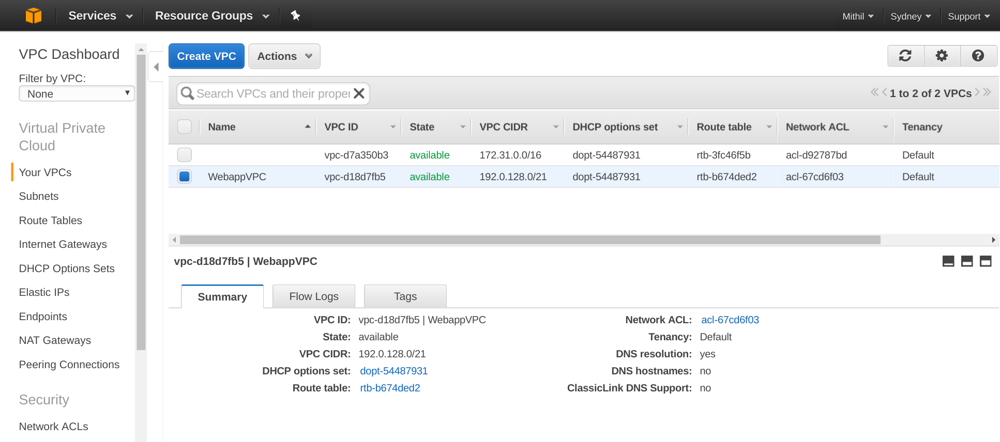 Services
Resource Groups
Mithil
Sydney
Support
VPC Dashboard
Filter by VPC:
None
Virtual Private
Cloud
Your VPCs
Subnets
Route Tables
Internet Gateways
DHCP Options Sets
Elastic IPs
Endpoints
NAT Gateways
Peering Connections
Security
Network ACLs
Create VPC
Actions
Search VPCs and their proper
1 to 2 of 2 VPCs
Name VPC ID State VPC CIDR DHCP options set Route table Network ACL Tenancy
vpc-d7a350b3 available 172.31.0.0/16 dopt-54487931 rtb-3fc46f5b acl-d92787bd Default
WebappVPC vpc-d18d7fb5 available 192.0.128.0/21 dopt-54487931 rtb-b674ded2 acl-67cd6f03 Default
vpc-d18d7fb5 | WebappVPC
Summary
Flow Logs
Tags
VPC ID: vpc-d18d7fb5 | WebappVPC
State: available
VPC CIDR: 192.0.128.0/21
DHCP options set: dopt-54487931
Route table: rtb-b674ded2
Network ACL: acl-67cd6f03
Tenancy: Default
DNS resolution: yes
DNS hostnames: no
ClassicLink DNS Support: no